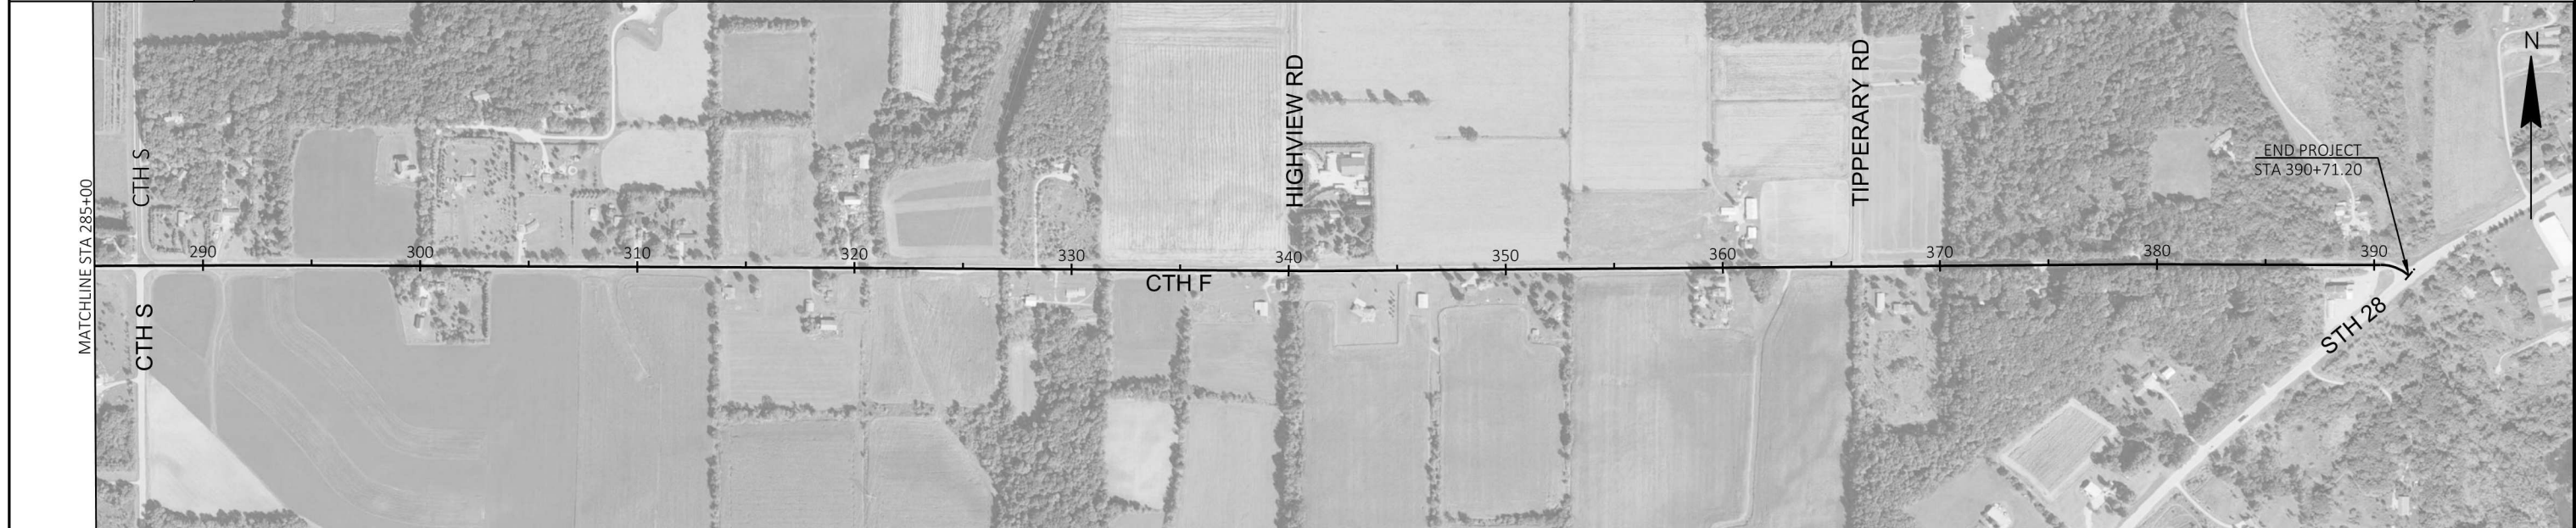 MATCHLINE STA 285+00
CTH S
CTH S
290
300
310
320
330
340
350
360
370
380
390
CTH F
HIGHVIEW RD
TIPPERARY RD
END PROJECT
STA 390+71.20
STH 28
N